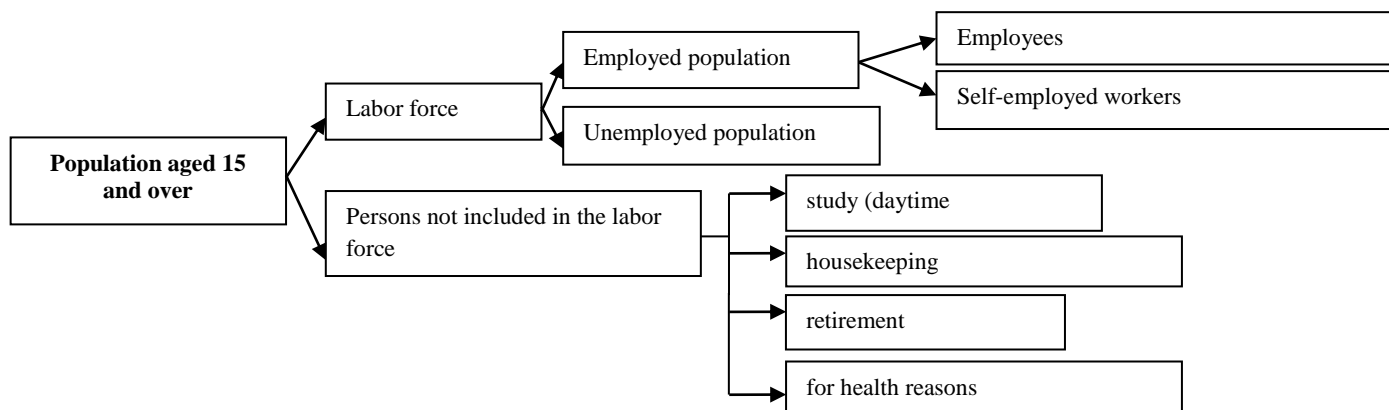 Employees
Employed population
Self-employed workers
Labor force
Unemployed population
Population aged 15
and over
Persons not included in the labor
force
study (daytime
housekeeping
retirement
for health reasons